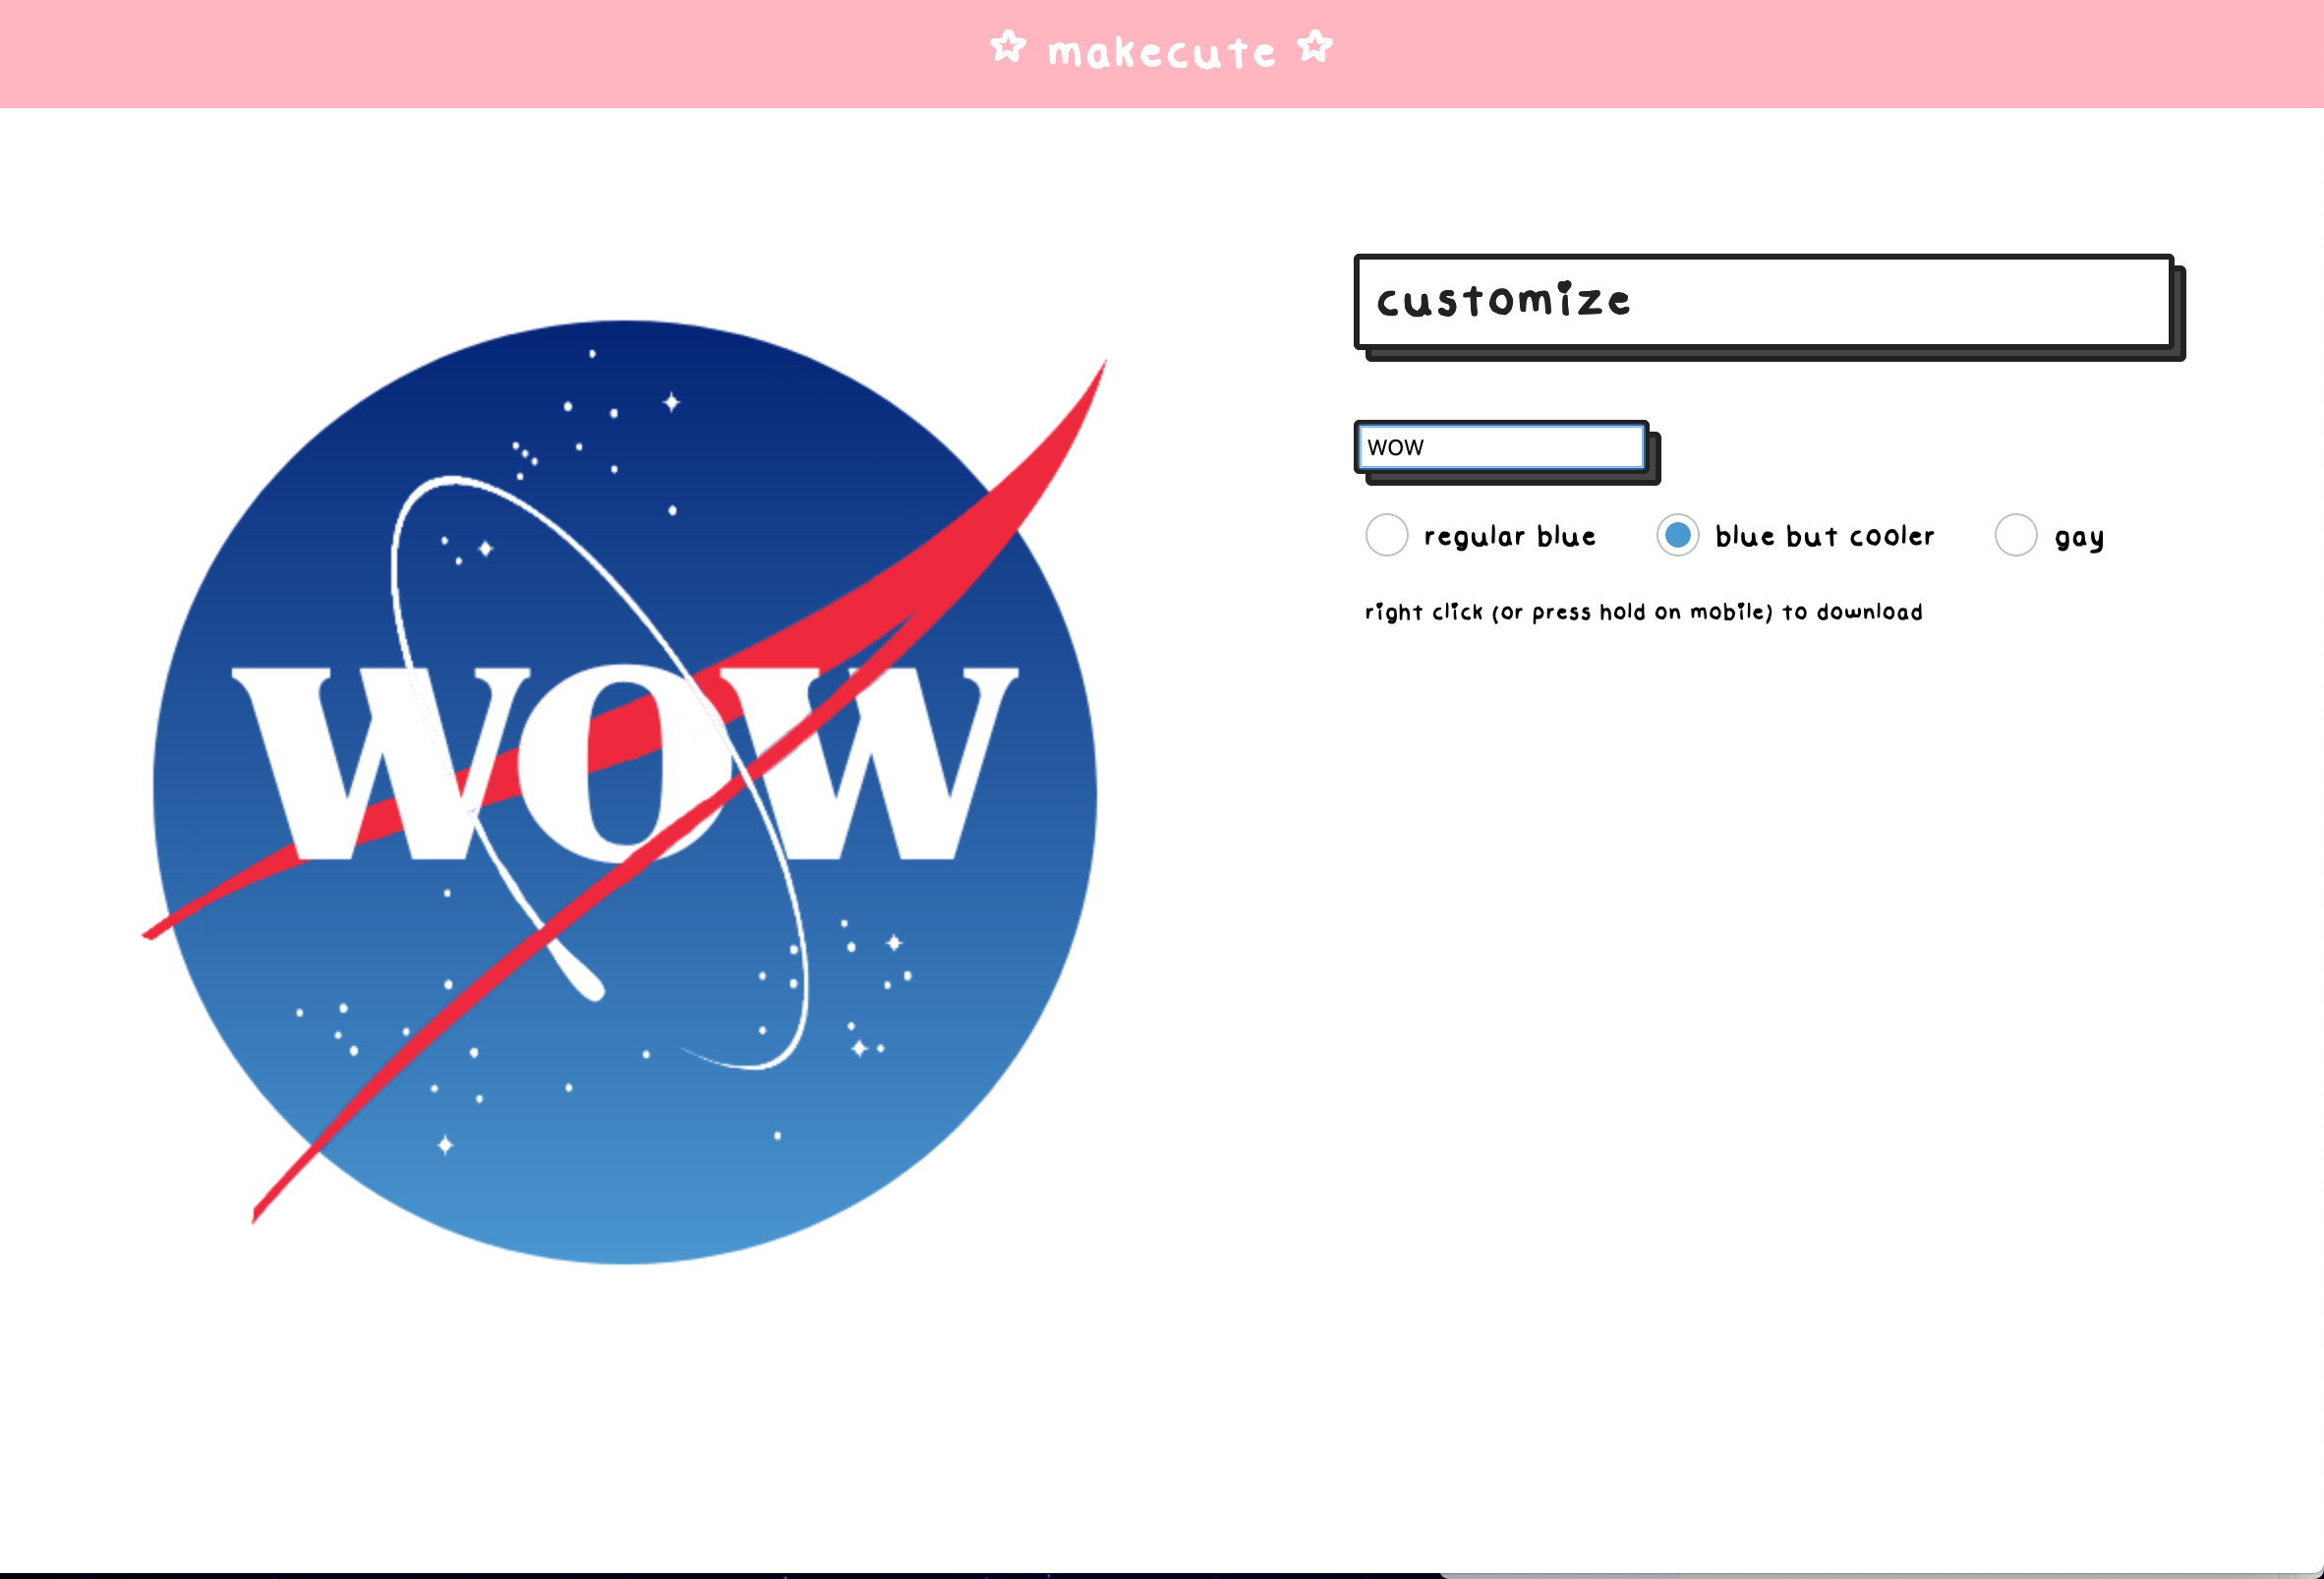 makecute
customize
WOW
WOW
regular blue
blue but cooler
gay
right click (or press hold on mobile) to download